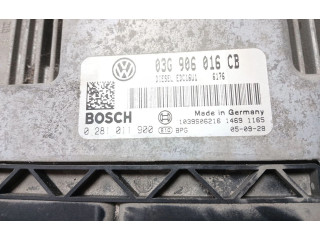 03G 906 016 CB
DIESEL EDC16U1 6176
BOSCH
Made in Germany
1039S06216 1469 1165
0 281 011 900 BPG 05-09-28